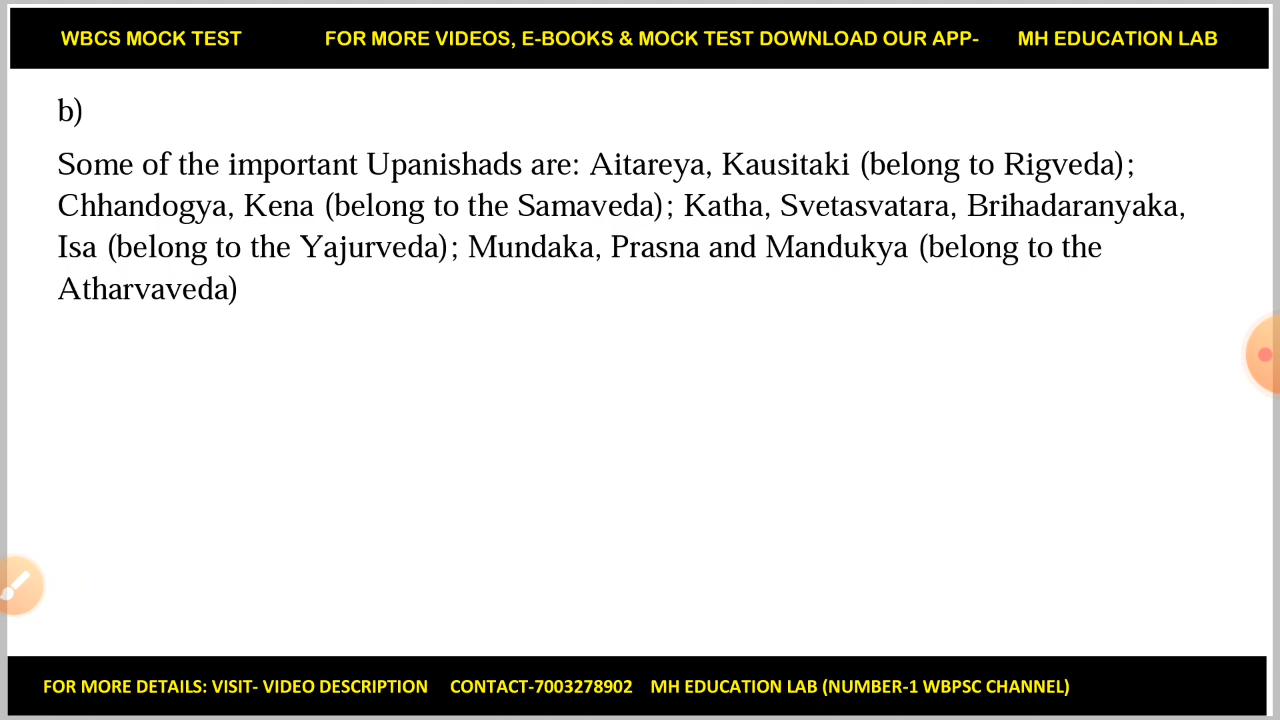 WBCS MOCK TEST FOR MORE VIDEOS, E-BOOKS & MOCK TEST DOWNLOAD OUR APP- MH EDUCATION LAB
b)
Some of the important Upanishads are: Aitareya, Kausitaki (belong to Rigveda);
Chhandogya, Kena (belong to the Samaveda); Katha, Svetasvatara, Brihadaranyaka,
Isa (belong to the Yajurveda); Mundaka, Prasna and Mandukya (belong to the
Atharvaveda)
FOR MORE DETAILS: VISIT- VIDEO DESCRIPTION CONTACT-7003278902 MH EDUCATION LAB (NUMBER-1 WBPSC CHANNEL)